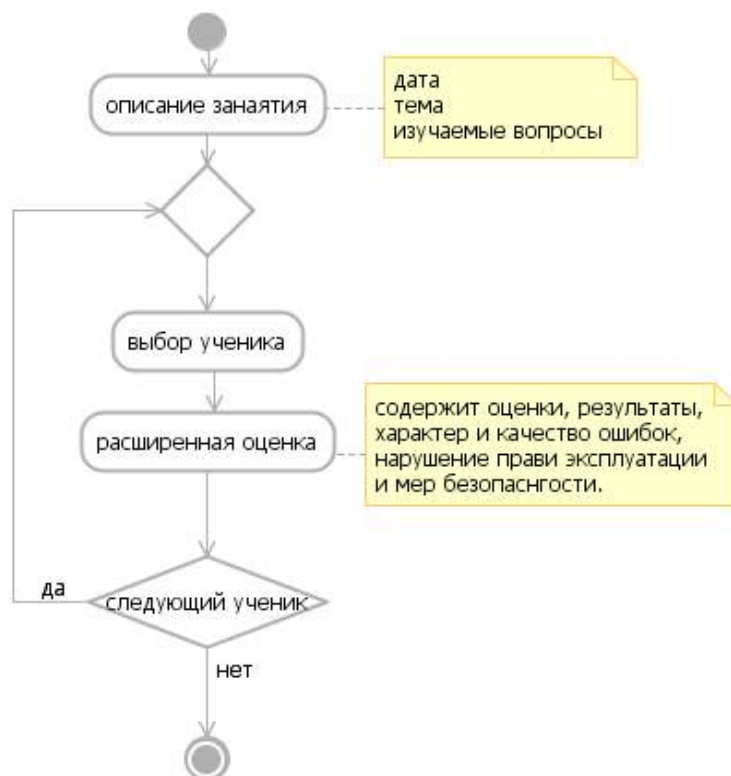 описание занаятия
дата
тема
изучаемые вопросы
выбор ученика
расширенная оценка
содержит оценки, результаты,
характер и качество ошибок,
нарушение прави эксплуатации
и мер безопаснгости.
да
следующий ученик
нет